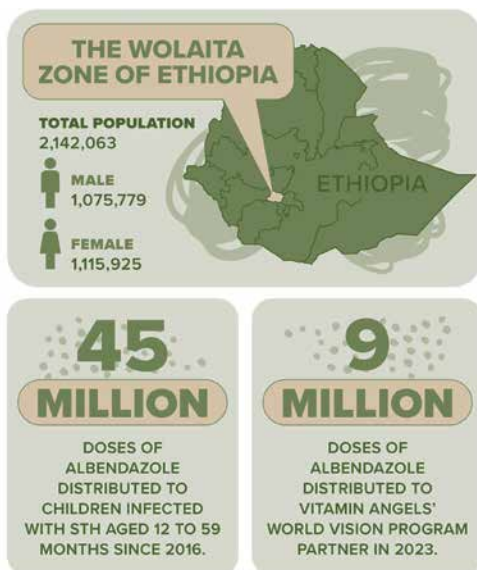 THE WOLAITA
ZONE OF ETHIOPIA
TOTAL POPULATION
2,142,063
MALE
1,075,779
FEMALE
1,115,925
ETHIOPIA
45
MILLION
DOSES OF
ALBENDAZOLE
DISTRIBUTED TO
CHILDREN INFECTED
WITH STH AGED 12 TO 59
MONTHS SINCE 2016.
9
MILLION
DOSES OF
ALBENDAZOLE
DISTRIBUTED TO
VITAMIN ANGELS'
WORLD VISION PROGRAM
PARTNER IN 2023.